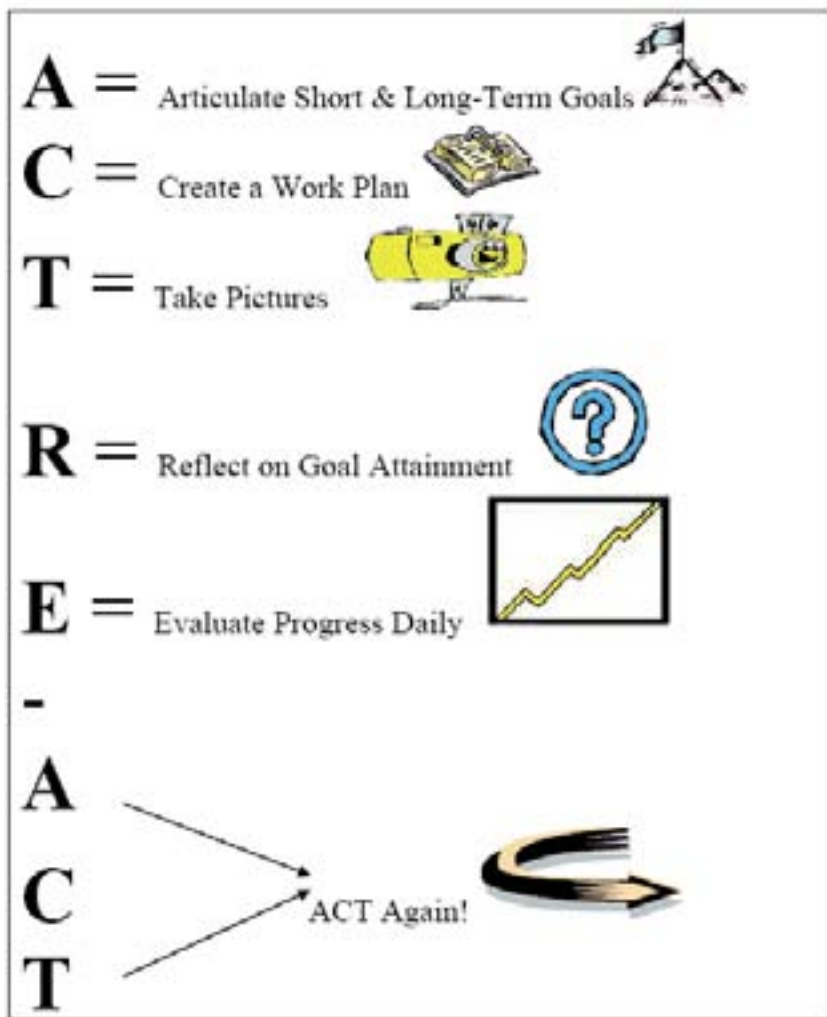 A = Articulate Short & Long-Term Goals
C = Create a Work Plan
T = Take Pictures
R = Reflect on Goal Attainment
?
E = Evaluate Progress Daily
-
A
C ACT Again!
T